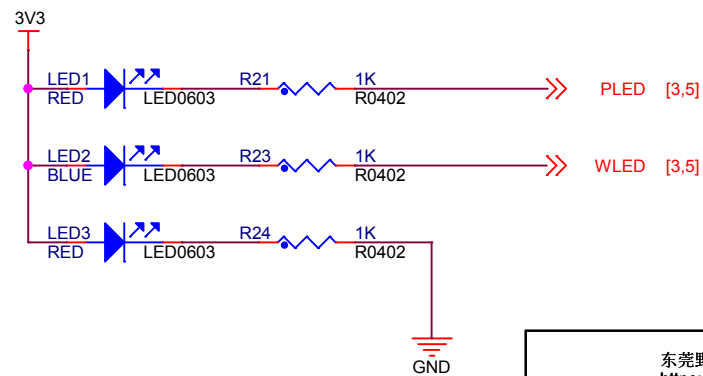 3V3
LED1 R21 1K
RED LED0603 R0402 PLED [3,5]
LED2 R23 1K
BLUE LED0603 R0402 WLED [3,5]
LED3 R24 1K
RED LED0603 R0402
GND
东莞野